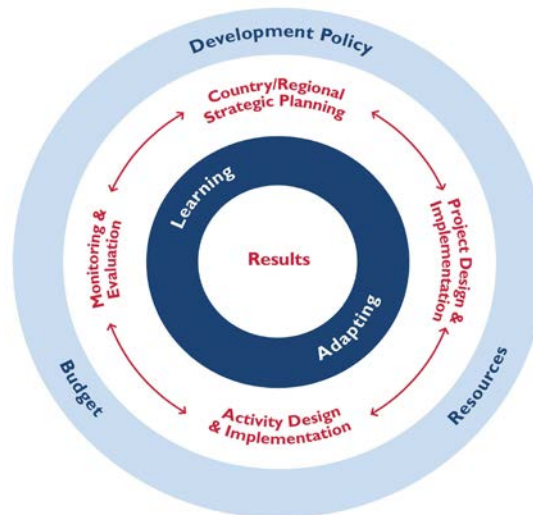 Development Policy
Country/Regional
Strategic Planning
Learning
Monitoring &
Evaluation
Results
Project Design &
Implementation
Adapting
Budget
Resources
Activity Design
& Implementation